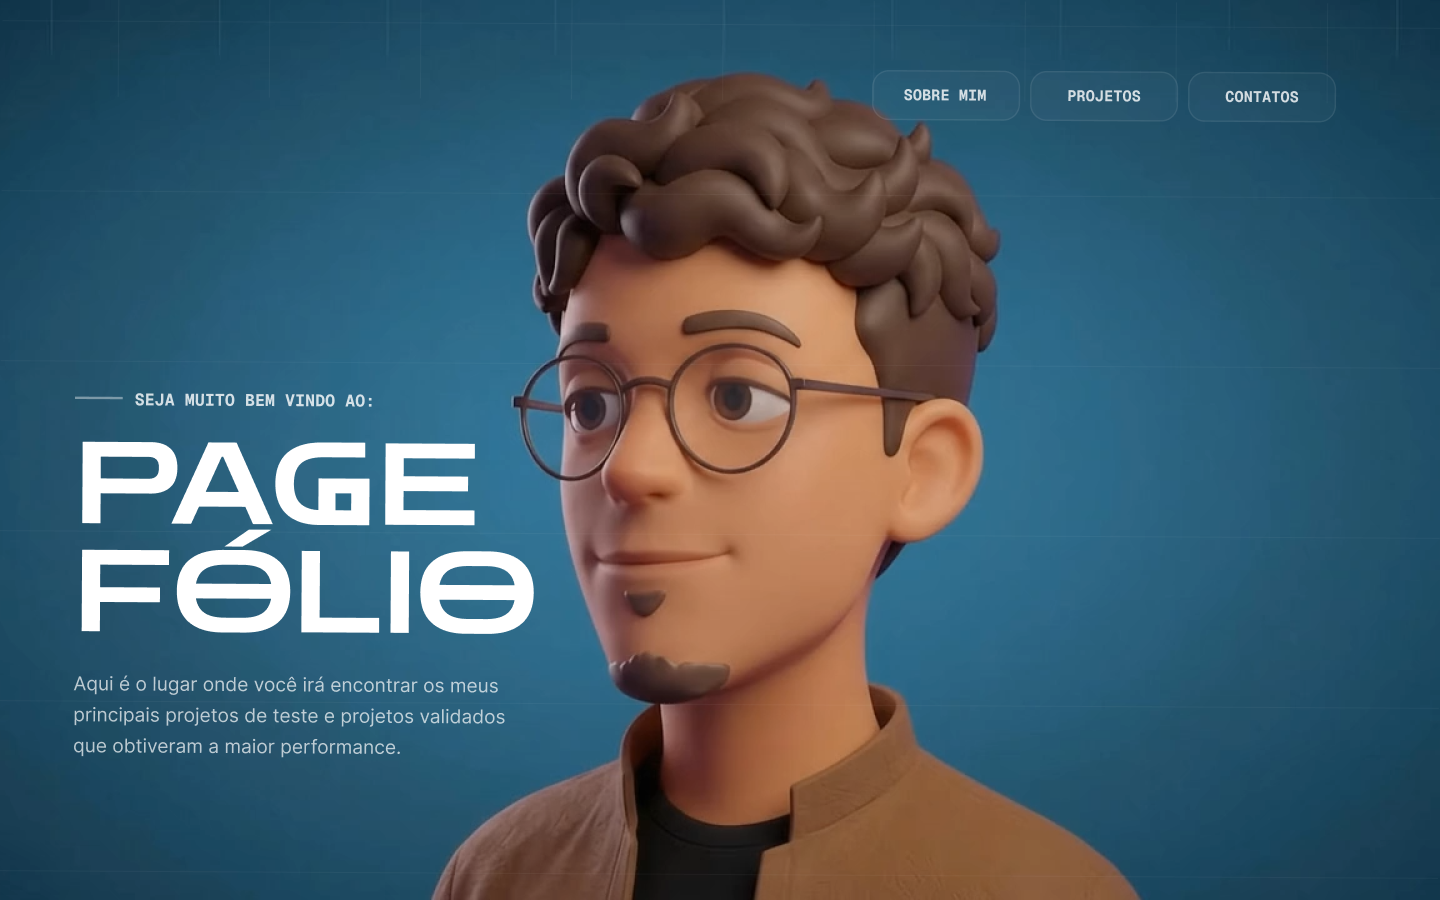 SOBRE MIM
PROJETOS
CONTATOS
SEJA MUITO BEM VINDO AO:
PAGE
FÓLIO
Aqui é o lugar onde você irá encontrar os meus
principais projetos de teste e projetos validados
que obtiveram a maior performance.